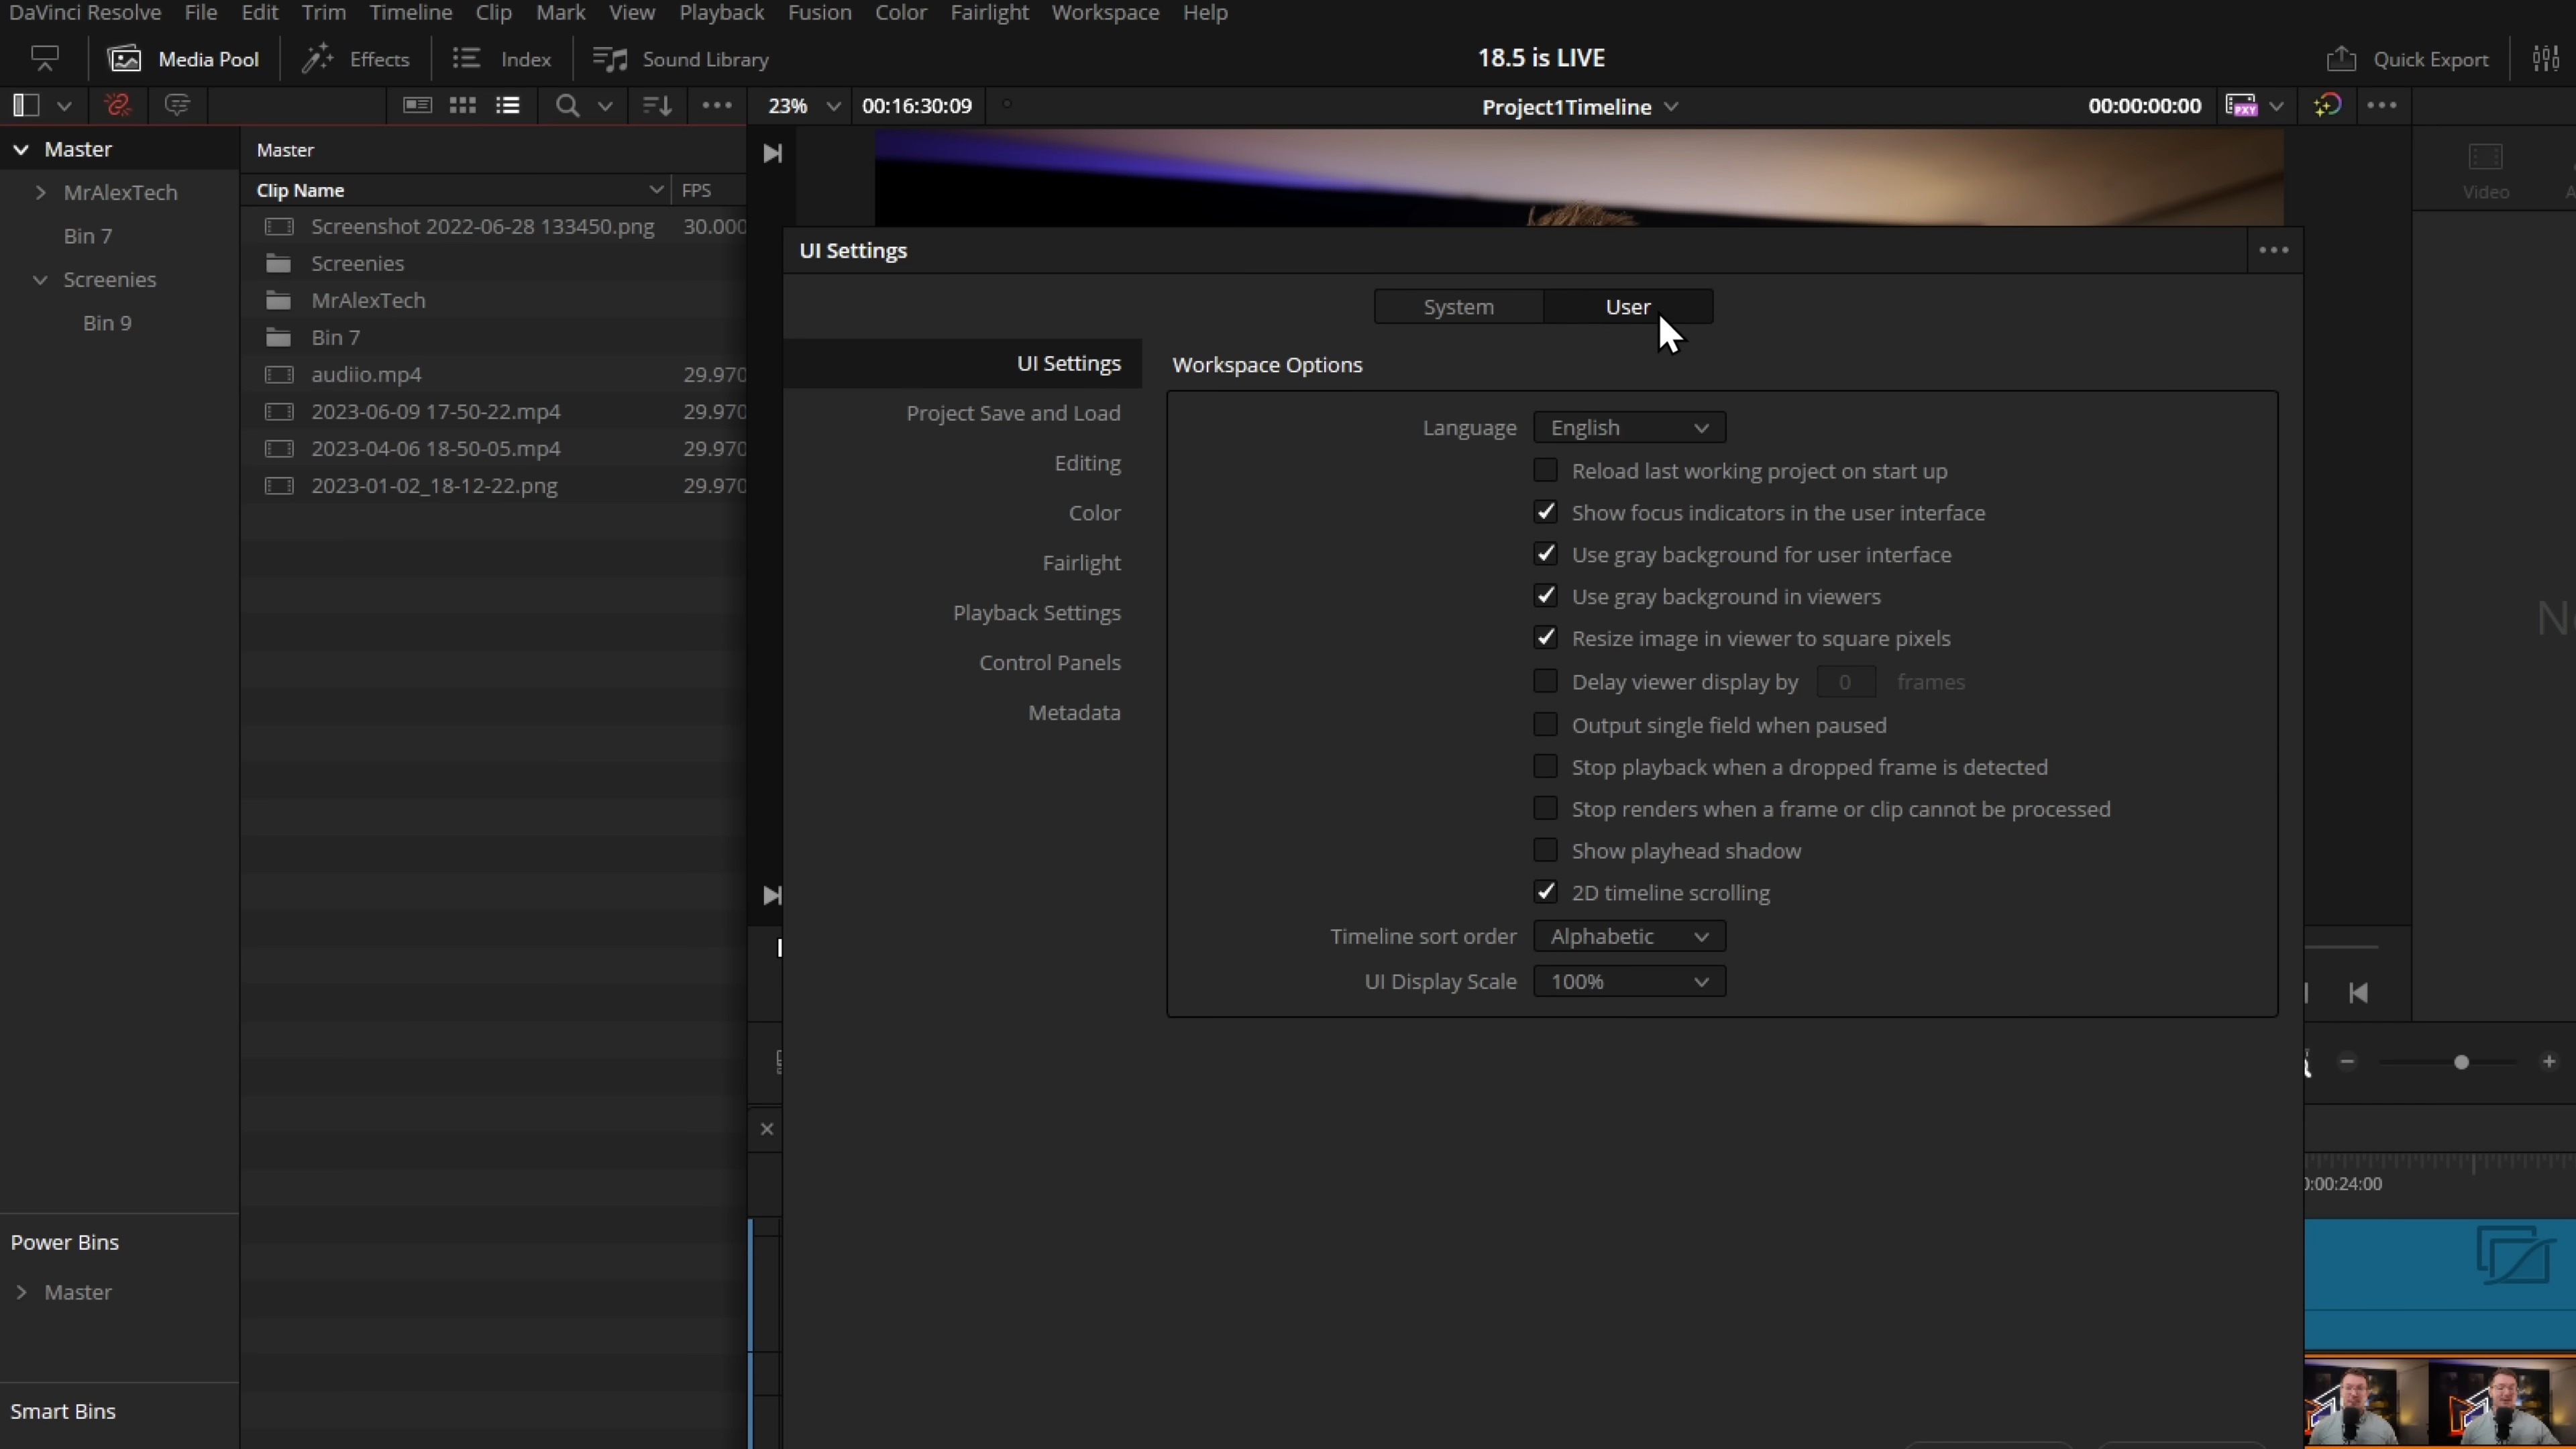 DaVinci Resolve File Edit Trim Timeline Clip Mark View Playback Fusion Color Fairlight Workspace Help
Media Pool Effects Index Sound Library 18.5 is LIVE Quick Export
23% 00:16:30:09 Project1Timeline 00:00:00:00 PXY
Master
MrAlexTech
Bin 7
Screenies
Bin 9
Power Bins
Master
Smart Bins
Master
Clip Name FPS
Screenshot 2022-06-28 133450.png 30.000
Screenies
MrAlexTech
Bin 7
audiio.mp4 29.970
2023-06-09 17-50-22.mp4 29.970
2023-04-06 18-50-05.mp4 29.970
2023-01-02_18-12-22.png 29.970
UI Settings
System User
UI Settings
Project Save and Load
Editing
Color
Fairlight
Playback Settings
Control Panels
Metadata
Workspace Options
Language English
Reload last working project on start up
Show focus indicators in the user interface
Use gray background for user interface
Use gray background in viewers
Resize image in viewer to square pixels
Delay viewer display by 0 frames
Output single field when paused
Stop playback when a dropped frame is detected
Stop renders when a frame or clip cannot be processed
Show playhead shadow
2D timeline scrolling
Timeline sort order Alphabetic
UI Display Scale 100%
Video
:00:24:00